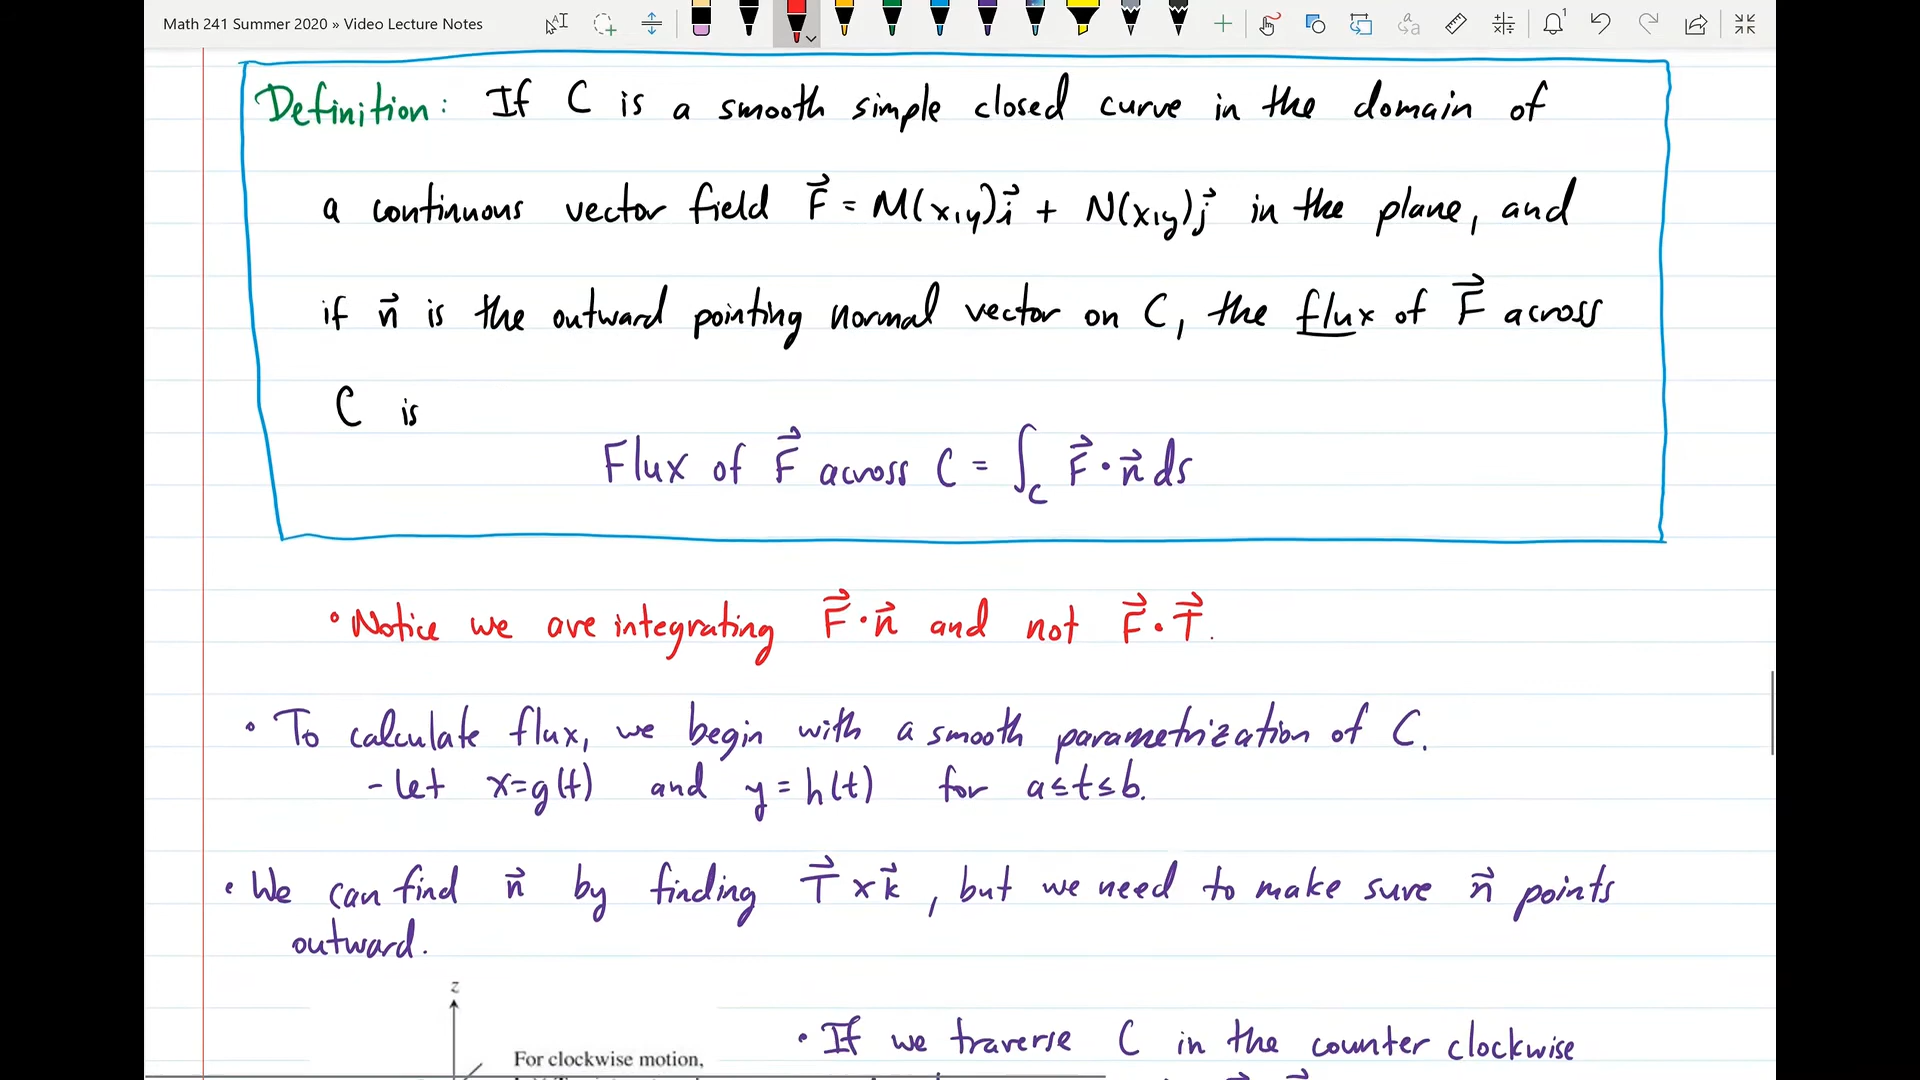 Math 241 Summer 2020 » Video Lecture Notes
Definition: If C is a smooth simple closed curve in the domain of
a continuous vector field F⃗ = M(x,y)i⃗ + N(x,y)j⃗ in the plane, and
if n⃗ is the outward pointing normal vector on C, the flux of F⃗ across
C is
Flux of F⃗ across C = ∫_C F⃗ · n⃗ ds
• Notice we are integrating F⃗ · n⃗ and not F⃗ · T⃗.
• To calculate flux, we begin with a smooth parametrization of C.
- Let x=g(t) and y=h(t) for a≤t≤b.
• We can find n⃗ by finding T⃗ × k⃗, but we need to make sure n⃗ points
outward.
z
• If we traverse C in the counter clockwise
For clockwise motion,